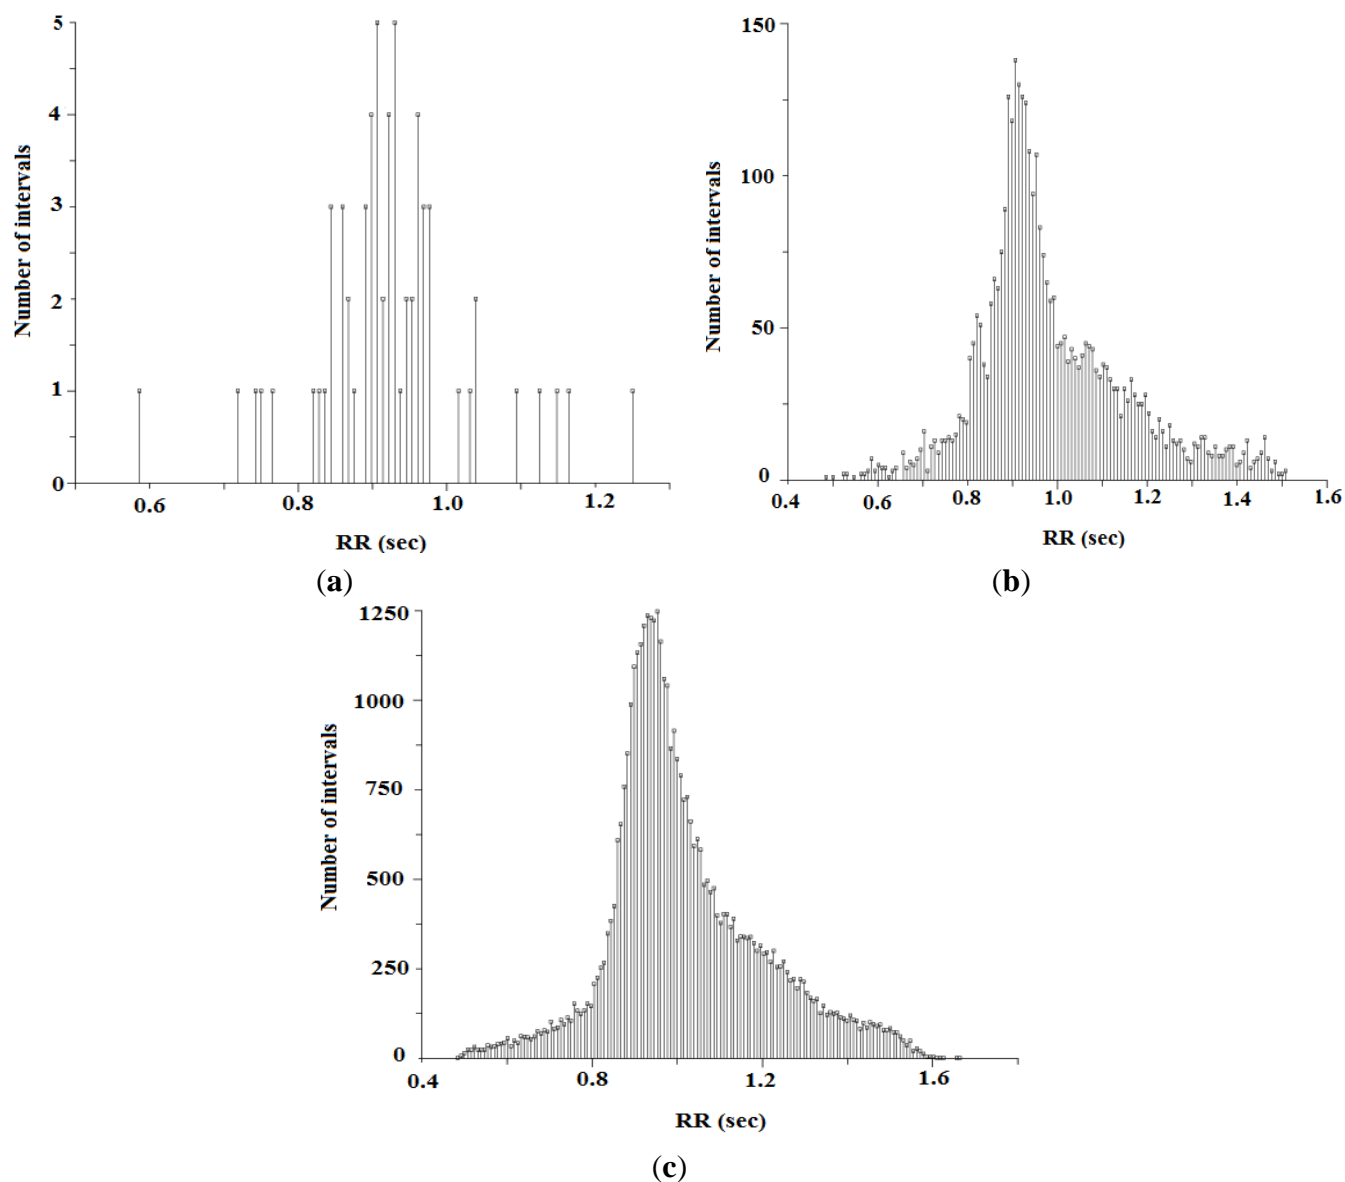 5
4
3
2
1
0
Number of intervals
0.6 0.8 1.0 1.2
RR (sec)
(a)
150
100
50
0
Number of intervals
0.4 0.6 0.8 1.0 1.2 1.4 1.6
RR (sec)
(b)
1250
1000
750
500
250
0
Number of intervals
0.4 0.8 1.2 1.6
RR (sec)
(c)